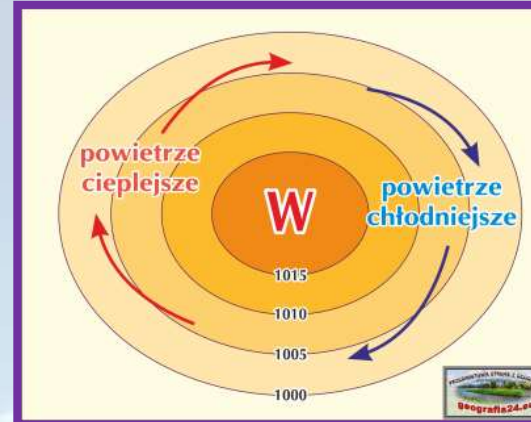 powietrze
cieplejsze
W
powietrze
chłodniejsze
1015
1010
1005
1000
geografia24.eu